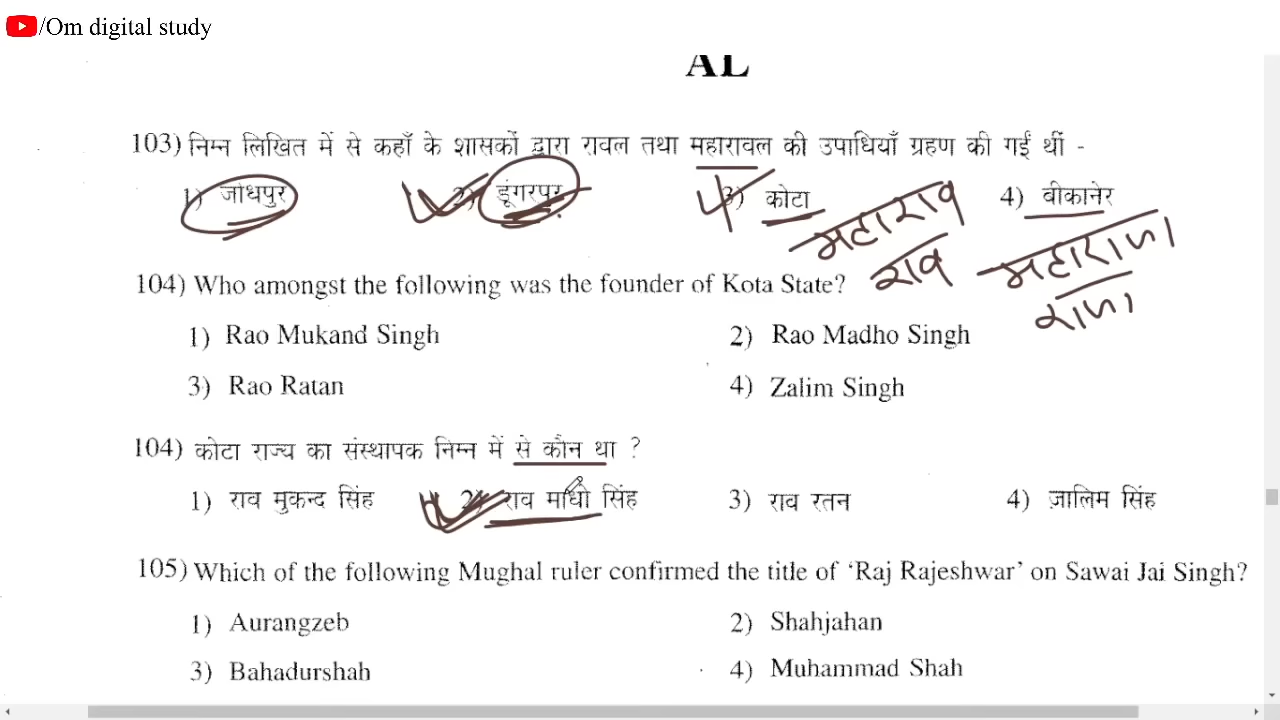 /Om digital study
AL
103) निम्न लिखित में से कहाँ के शासकों द्वारा रावल तथा महारावल की उपाधियाँ ग्रहण की गईं थीं -
1) जोधपुर 2) डूंगरपुर 3) कोटा 4) बीकानेर
महाराव महाराजा
राव राजा
104) Who amongst the following was the founder of Kota State?
1) Rao Mukand Singh 2) Rao Madho Singh
3) Rao Ratan 4) Zalim Singh
104) कोटा राज्य का संस्थापक निम्न में से कौन था ?
1) राव मुकन्द सिंह 2) राव माधो सिंह 3) राव रतन 4) ज़ालिम सिंह
105) Which of the following Mughal ruler confirmed the title of ‘Raj Rajeshwar’ on Sawai Jai Singh?
1) Aurangzeb 2) Shahjahan
3) Bahadurshah 4) Muhammad Shah